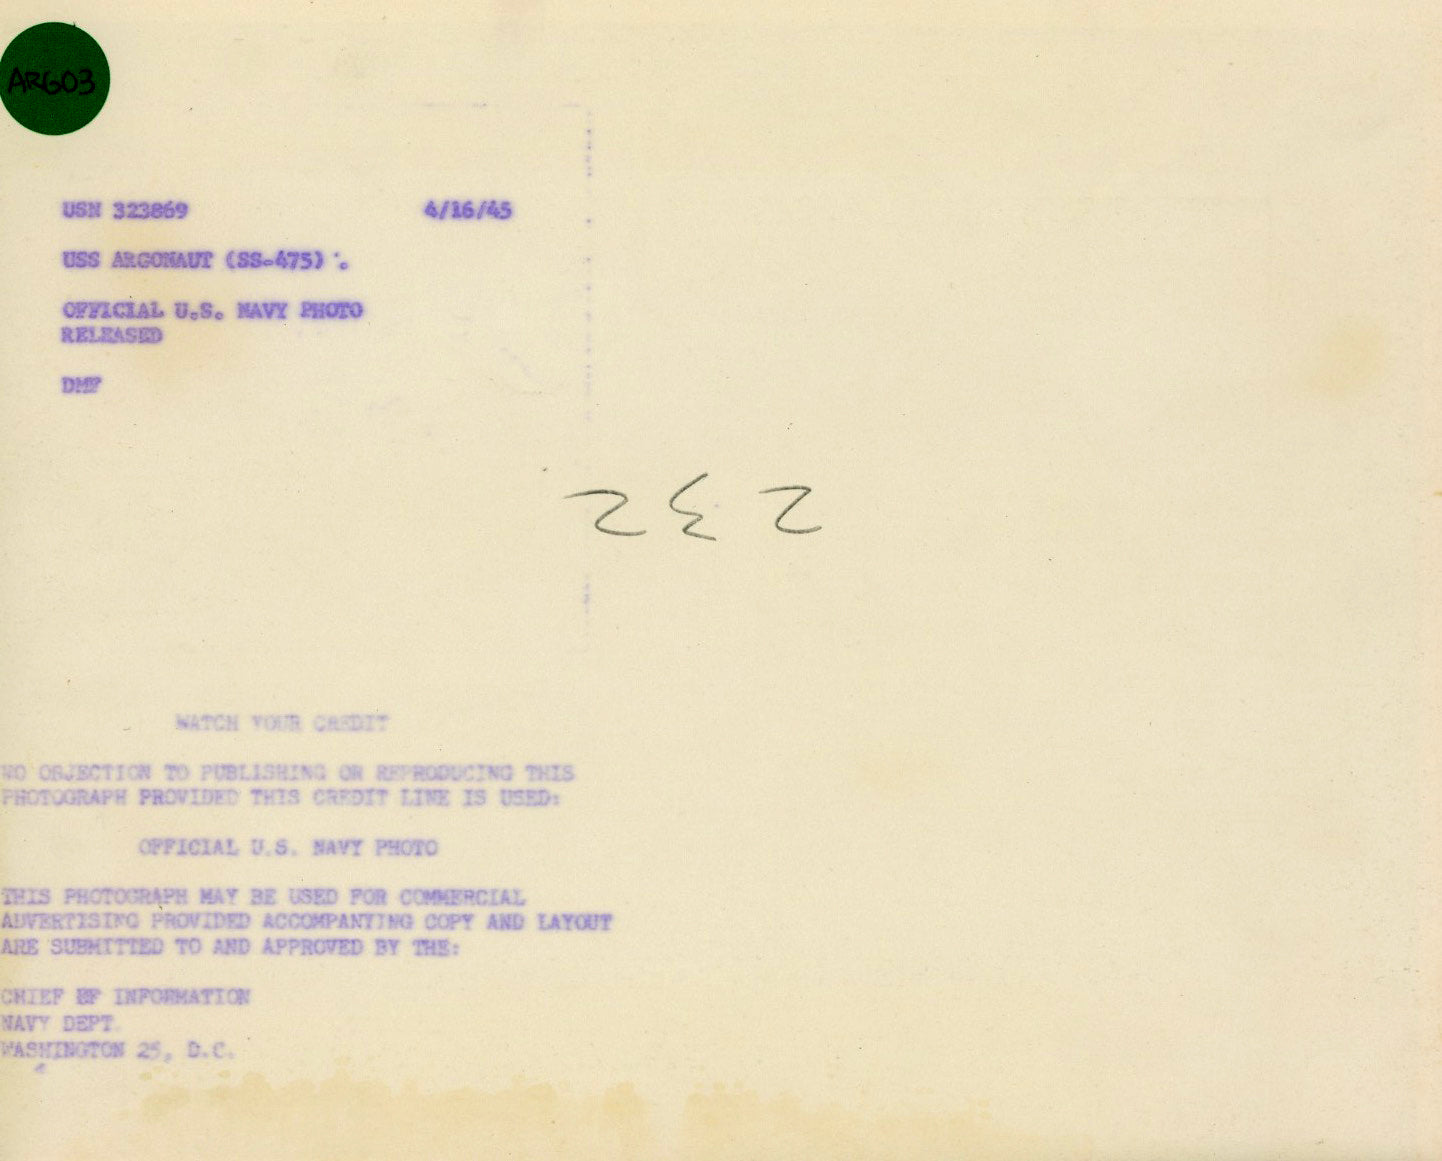 ARG03
USN 323869 4/16/45
USS ARGONAUT (SS-475) .
OFFICIAL U.S. NAVY PHOTO
RELEASED
DMF
WATCH YOUR CREDIT
NO OBJECTION TO PUBLISHING OR REPRODUCING THIS
PHOTOGRAPH PROVIDED THIS CREDIT LINE IS USED:
OFFICIAL U.S. NAVY PHOTO
THIS PHOTOGRAPH MAY BE USED FOR COMMERCIAL
ADVERTISING PROVIDED ACCOMPANYING COPY AND LAYOUT
ARE SUBMITTED TO AND APPROVED BY THE:
CHIEF OF INFORMATION
NAVY DEPT.
WASHINGTON 25, D.C.